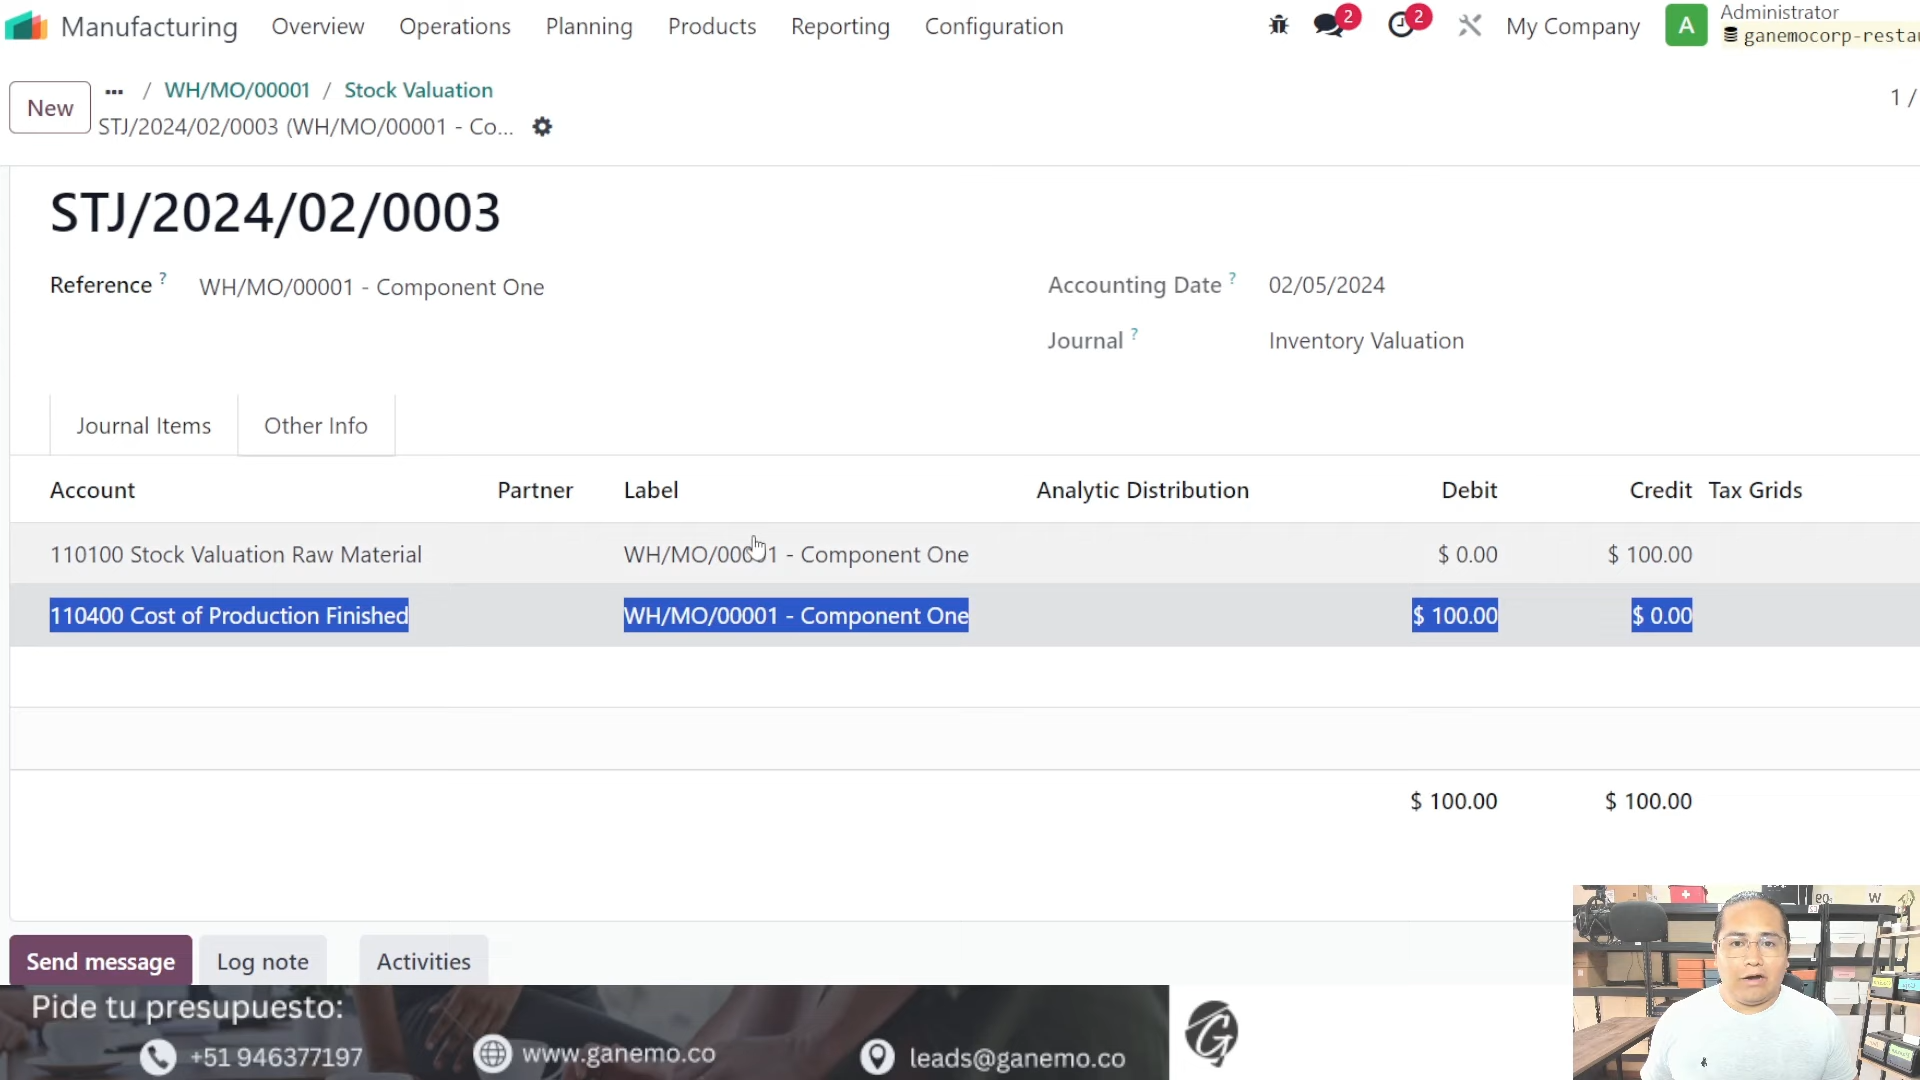 Manufacturing Overview Operations Planning Products Reporting Configuration 2 2 My Company A Administrator
ganemocorp-restau
New ... / WH/MO/00001 / Stock Valuation 1 /
STJ/2024/02/0003 (WH/MO/00001 - Co...
STJ/2024/02/0003
Reference ? WH/MO/00001 - Component One Accounting Date ? 02/05/2024
Journal ? Inventory Valuation
Journal Items Other Info
Account Partner Label Analytic Distribution Debit Credit Tax Grids
110100 Stock Valuation Raw Material WH/MO/00001 - Component One $ 0.00 $ 100.00
110400 Cost of Production Finished WH/MO/00001 - Component One $ 100.00 $ 0.00
$ 100.00 $ 100.00
Send message Log note Activities
Pide tu presupuesto:
+51 946377197 www.ganemo.co leads@ganemo.co